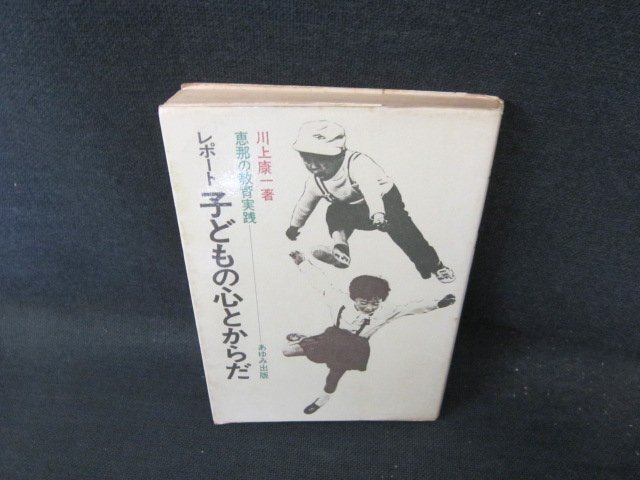 川上康一著
恵那の教育実践
レポート 子どもの心とからだ
あゆみ出版